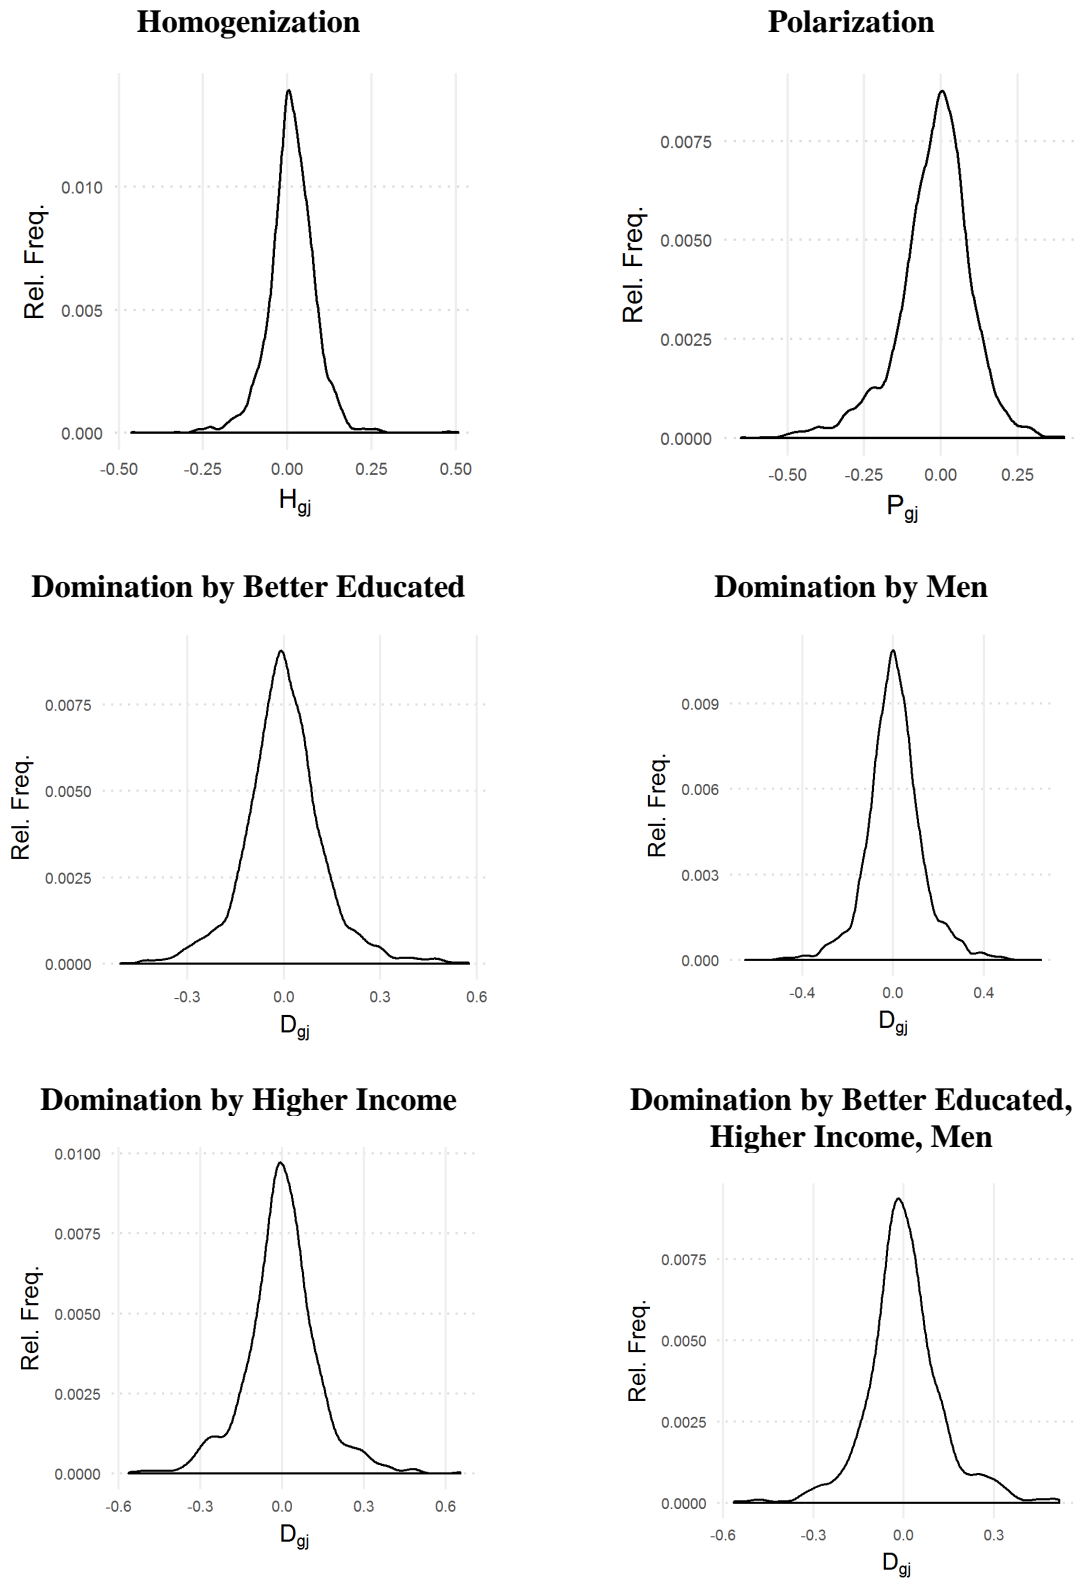 Homogenization
Rel. Freq.
0.010
0.005
0.000
-0.50 -0.25 0.00 0.25 0.50
Hgj
Polarization
Rel. Freq.
0.0075
0.0050
0.0025
0.0000
-0.50 -0.25 0.00 0.25
Pgj
Domination by Better Educated
Rel. Freq.
0.0075
0.0050
0.0025
0.0000
-0.3 0.0 0.3 0.6
Dgj
Domination by Men
Rel. Freq.
0.009
0.006
0.003
0.000
-0.4 0.0 0.4
Dgj
Domination by Higher Income
Rel. Freq.
0.0100
0.0075
0.0050
0.0025
0.0000
-0.6 -0.3 0.0 0.3 0.6
Dgj
Domination by Better Educated,
Higher Income, Men
Rel. Freq.
0.0075
0.0050
0.0025
0.0000
-0.6 -0.3 0.0 0.3
Dgj